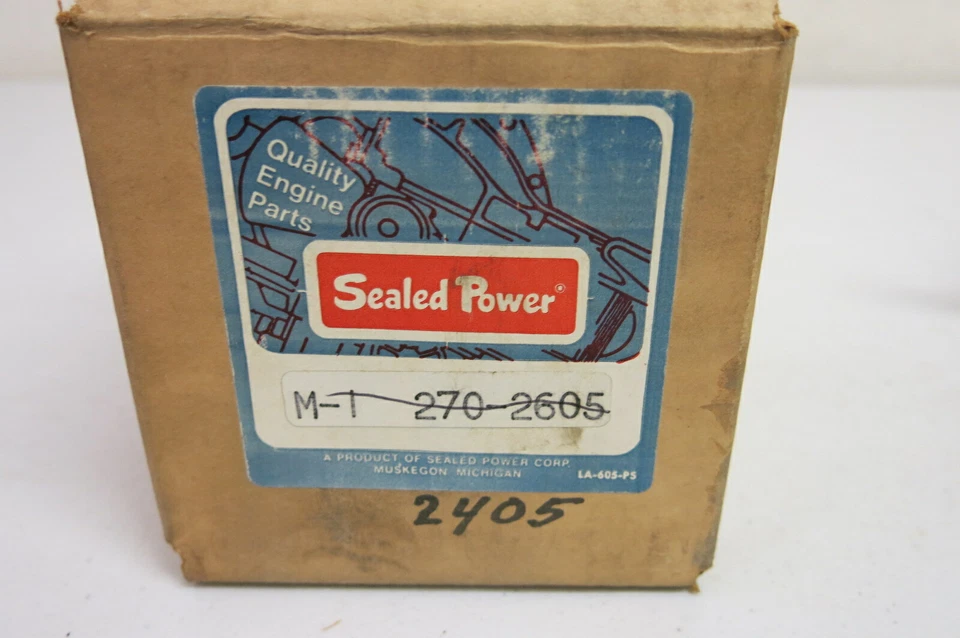 Quality
Engine
Parts
Sealed Power®
M-T 270-2605
A PRODUCT OF SEALED POWER CORP.
MUSKEGON MICHIGAN
LA-605-PS
2405